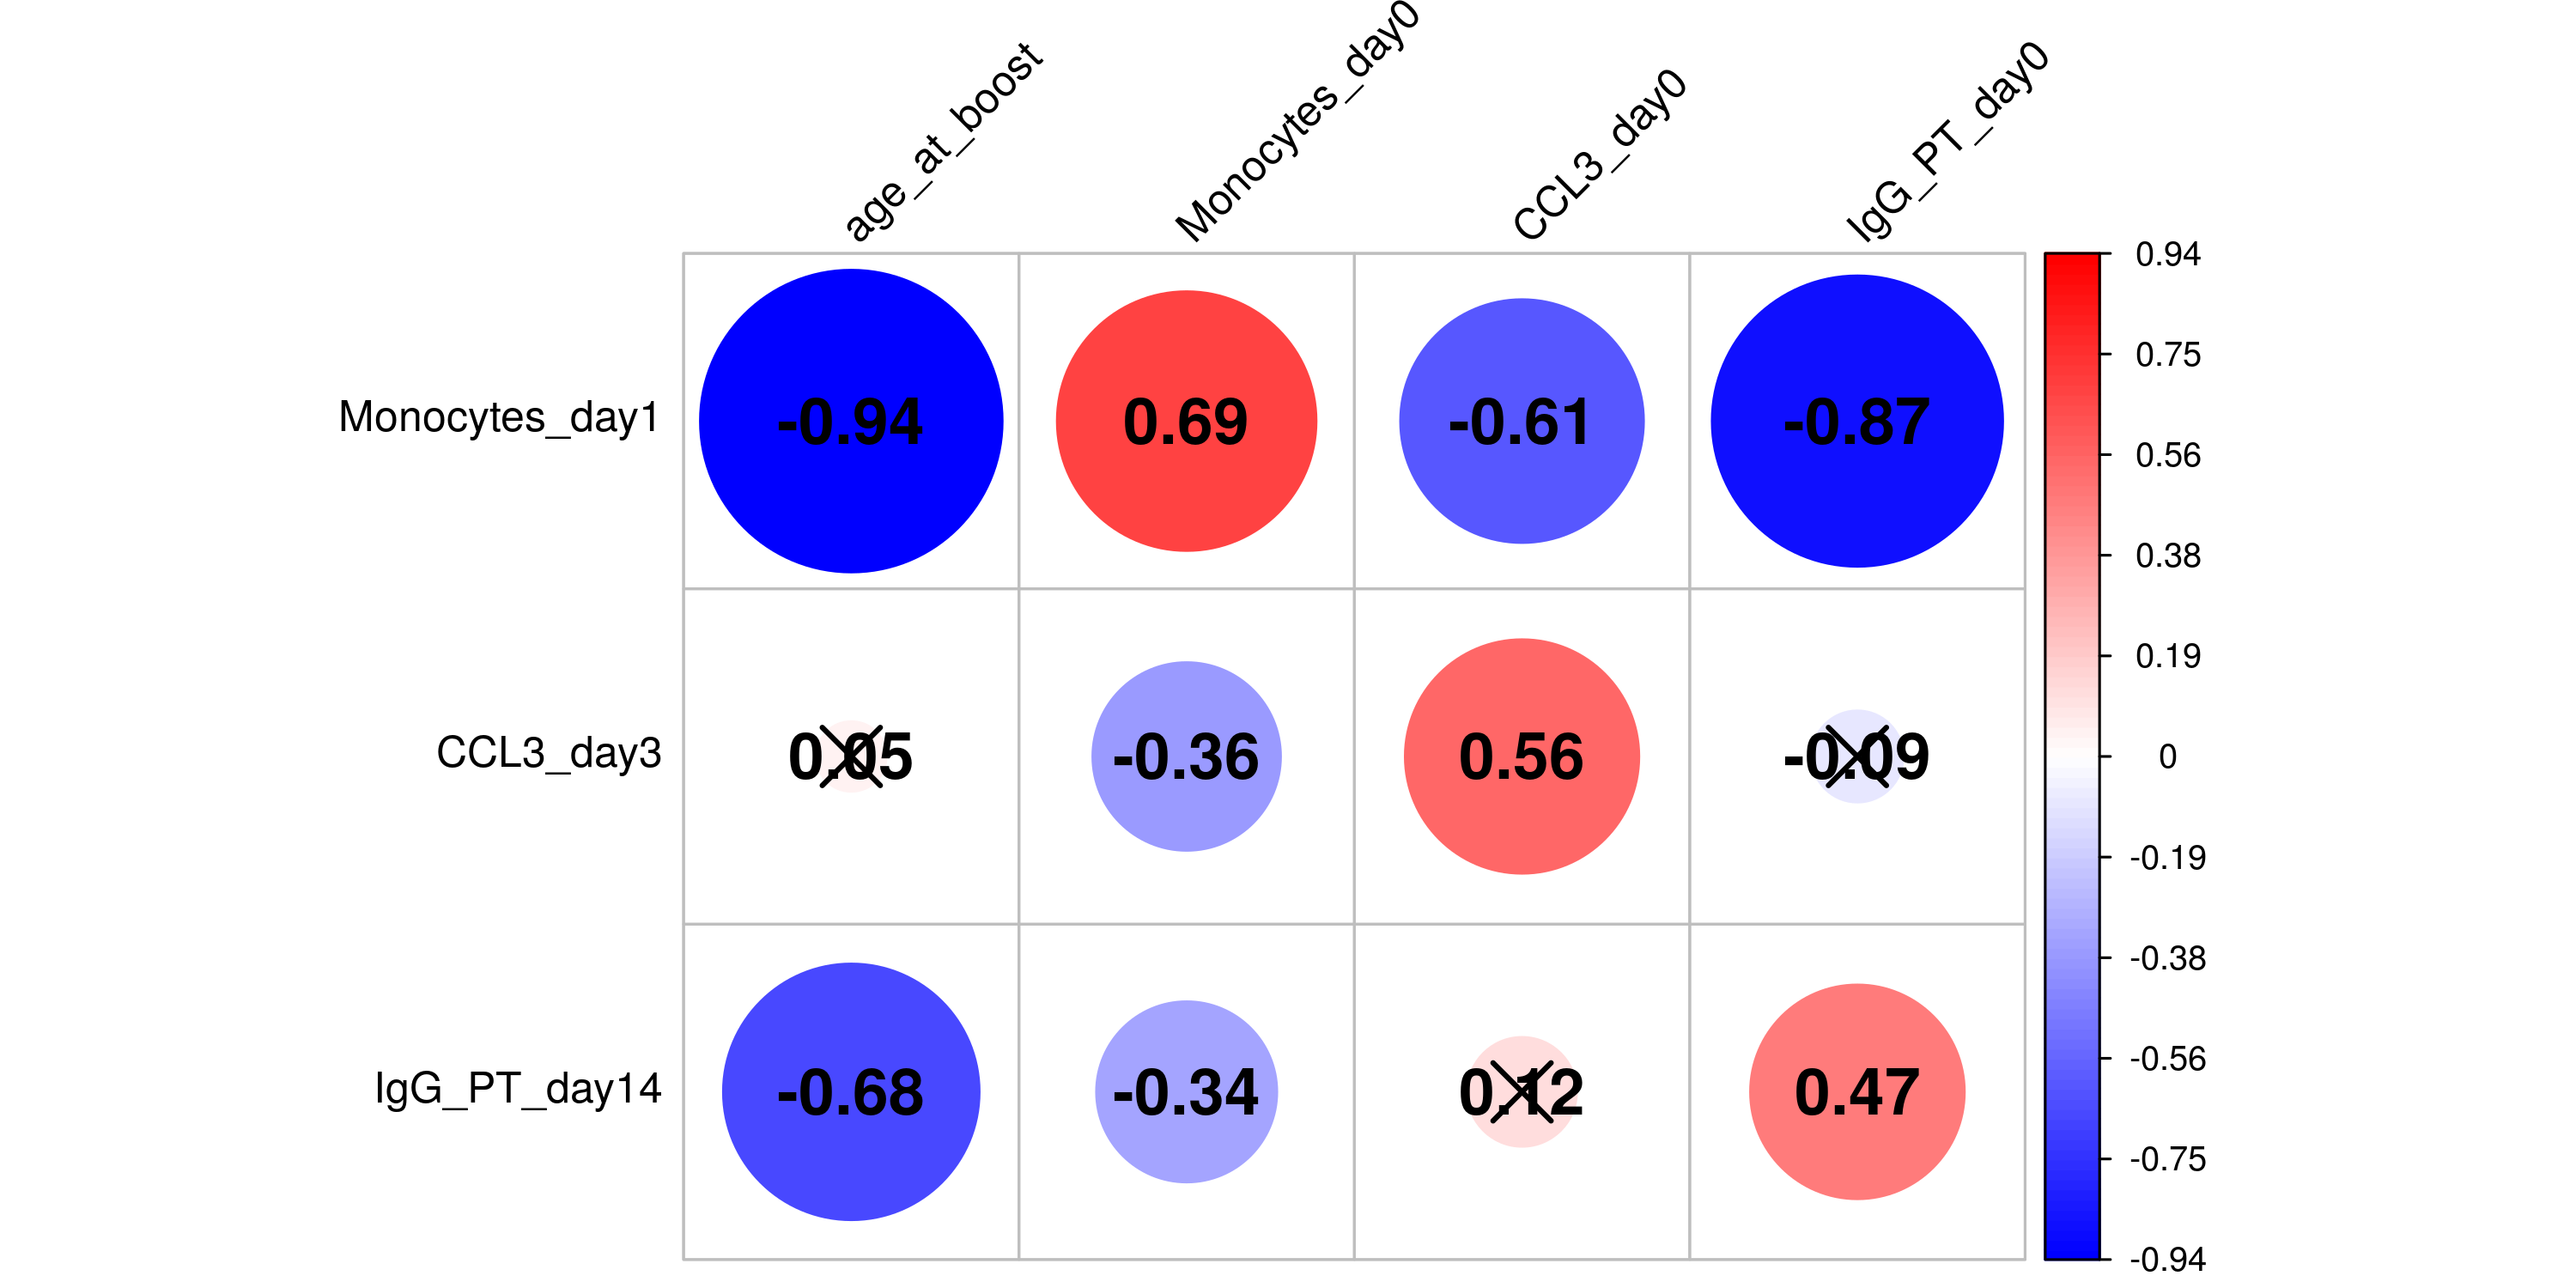 age_at_boost Monocytes_day0 CCL3_day0 IgG_PT_day0
Monocytes_day1 -0.94 0.69 -0.61 -0.87
CCL3_day3 0.05 -0.36 0.56 -0.09
IgG_PT_day14 -0.68 -0.34 0.12 0.47
0.94
0.75
0.56
0.38
0.19
0
-0.19
-0.38
-0.56
-0.75
-0.94